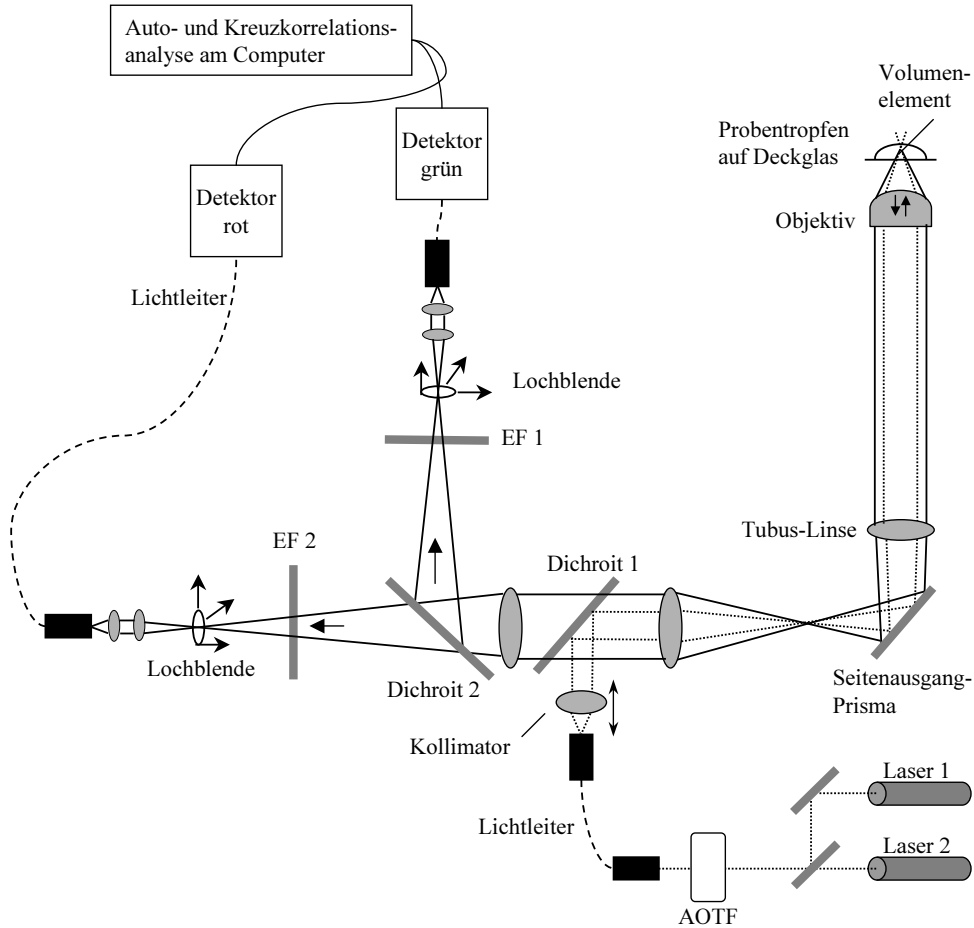 Auto- und Kreuzkorrelations-
analyse am Computer
Volumen-
element
Probentropfen
auf Deckglas
Detektor
grün
Detektor
rot
Objektiv
Lichtleiter
Lochblende
EF 1
Tubus-Linse
EF 2
Dichroit 1
Lochblende
Dichroit 2
Seitenausgang-
Prisma
Kollimator
Laser 1
Lichtleiter
Laser 2
AOTF